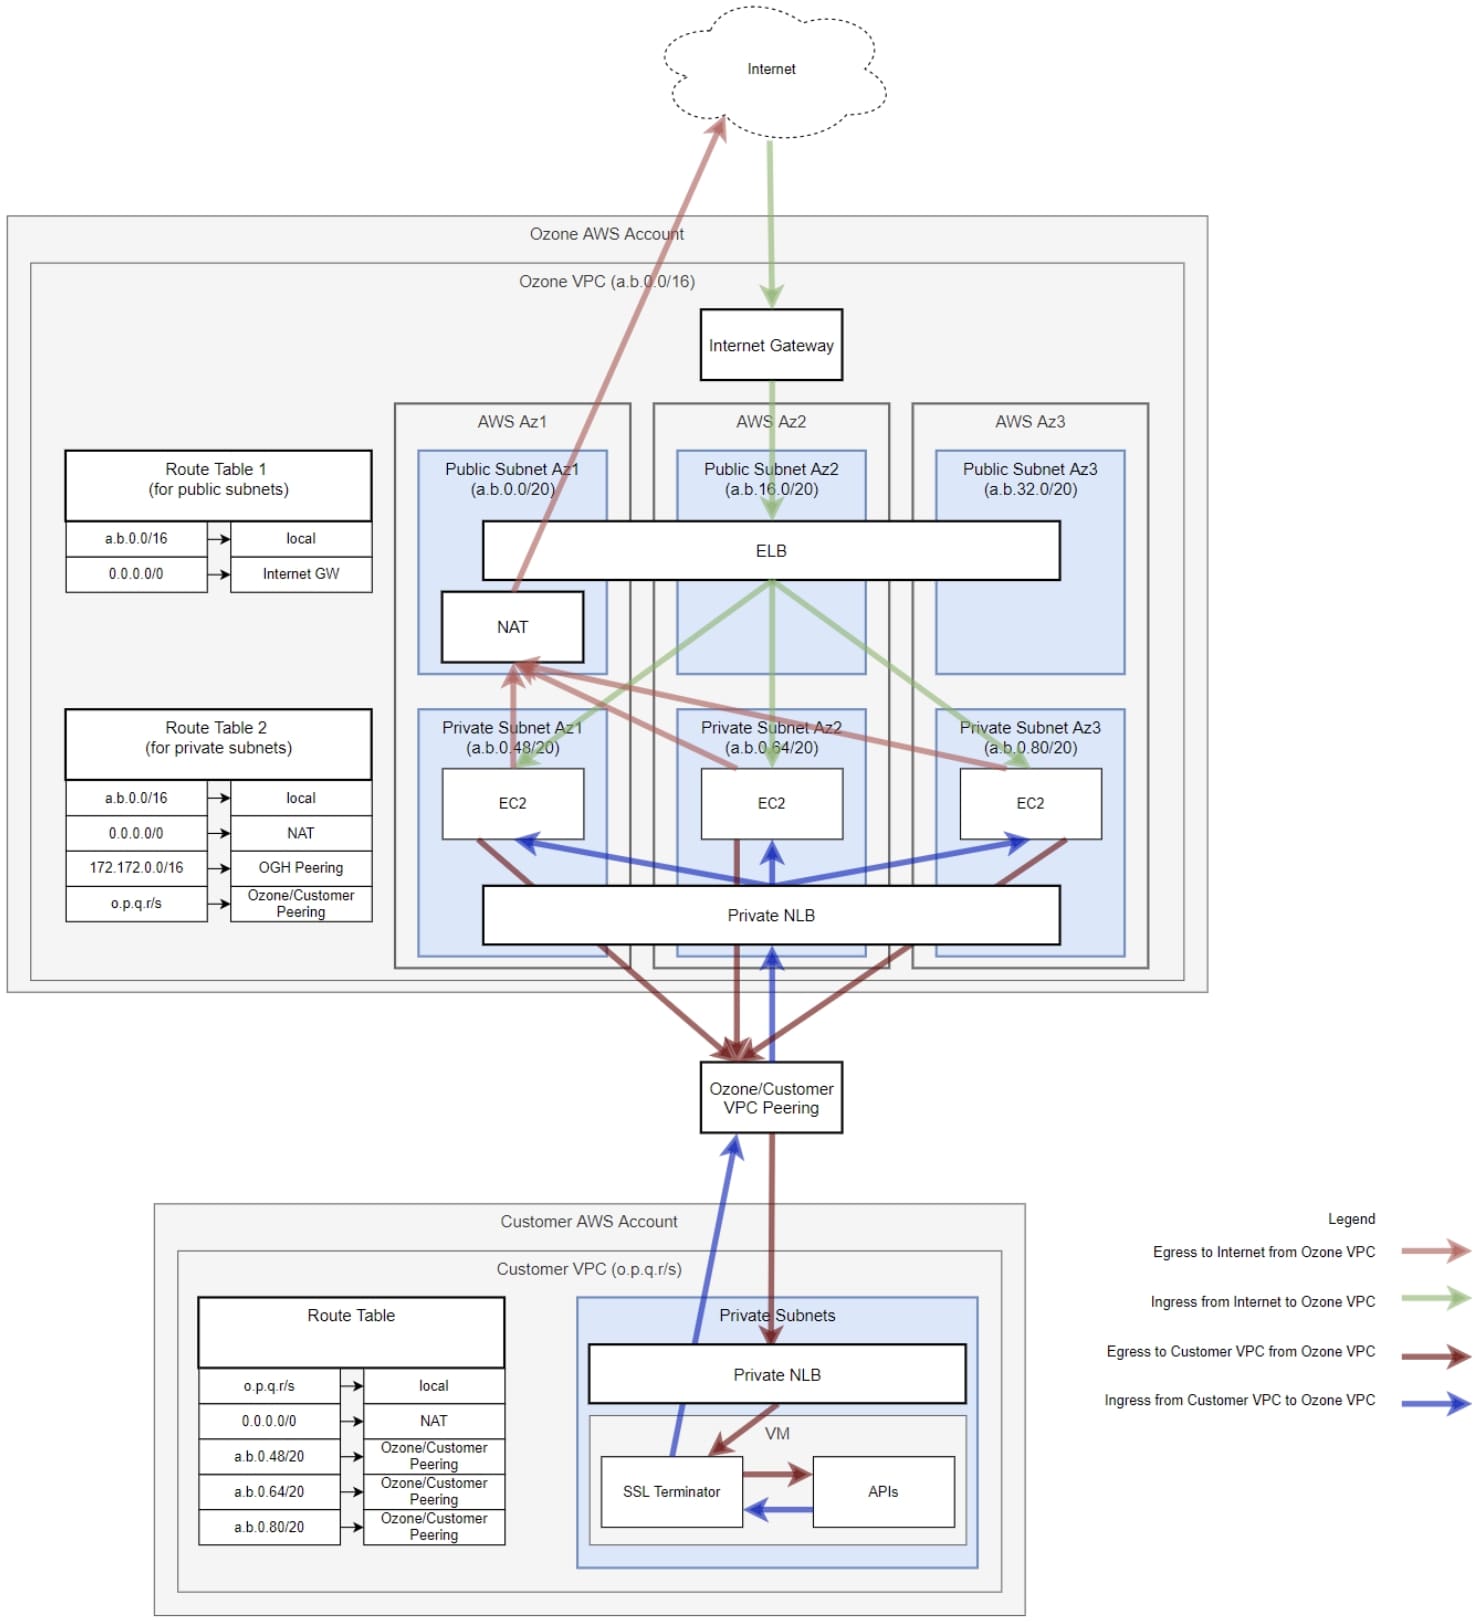 Internet
Ozone AWS Account
Ozone VPC (a.b.0.0/16)
Internet Gateway
AWS Az1
AWS Az2
AWS Az3
Route Table 1
(for public subnets)
a.b.0.0/16
local
0.0.0.0/0
Internet GW
Public Subnet Az1
(a.b.0.0/20)
Public Subnet Az2
(a.b.16.0/20)
Public Subnet Az3
(a.b.32.0/20)
ELB
NAT
Route Table 2
(for private subnets)
a.b.0.0/16
local
0.0.0.0/0
NAT
172.172.0.0/16
OGH Peering
o.p.q.r/s
Ozone/Customer
Peering
Private Subnet Az1
(a.b.0.48/20)
Private Subnet Az2
(a.b.0.64/20)
Private Subnet Az3
(a.b.0.80/20)
EC2
EC2
EC2
Private NLB
Ozone/Customer
VPC Peering
Customer AWS Account
Customer VPC (o.p.q.r/s)
Route Table
o.p.q.r/s
local
0.0.0.0/0
NAT
a.b.0.48/20
Ozone/Customer
Peering
a.b.0.64/20
Ozone/Customer
Peering
a.b.0.80/20
Ozone/Customer
Peering
Private Subnets
Private NLB
VM
SSL Terminator
APIs
Legend
Egress to Internet from Ozone VPC
Ingress from Internet to Ozone VPC
Egress to Customer VPC from Ozone VPC
Ingress from Customer VPC to Ozone VPC